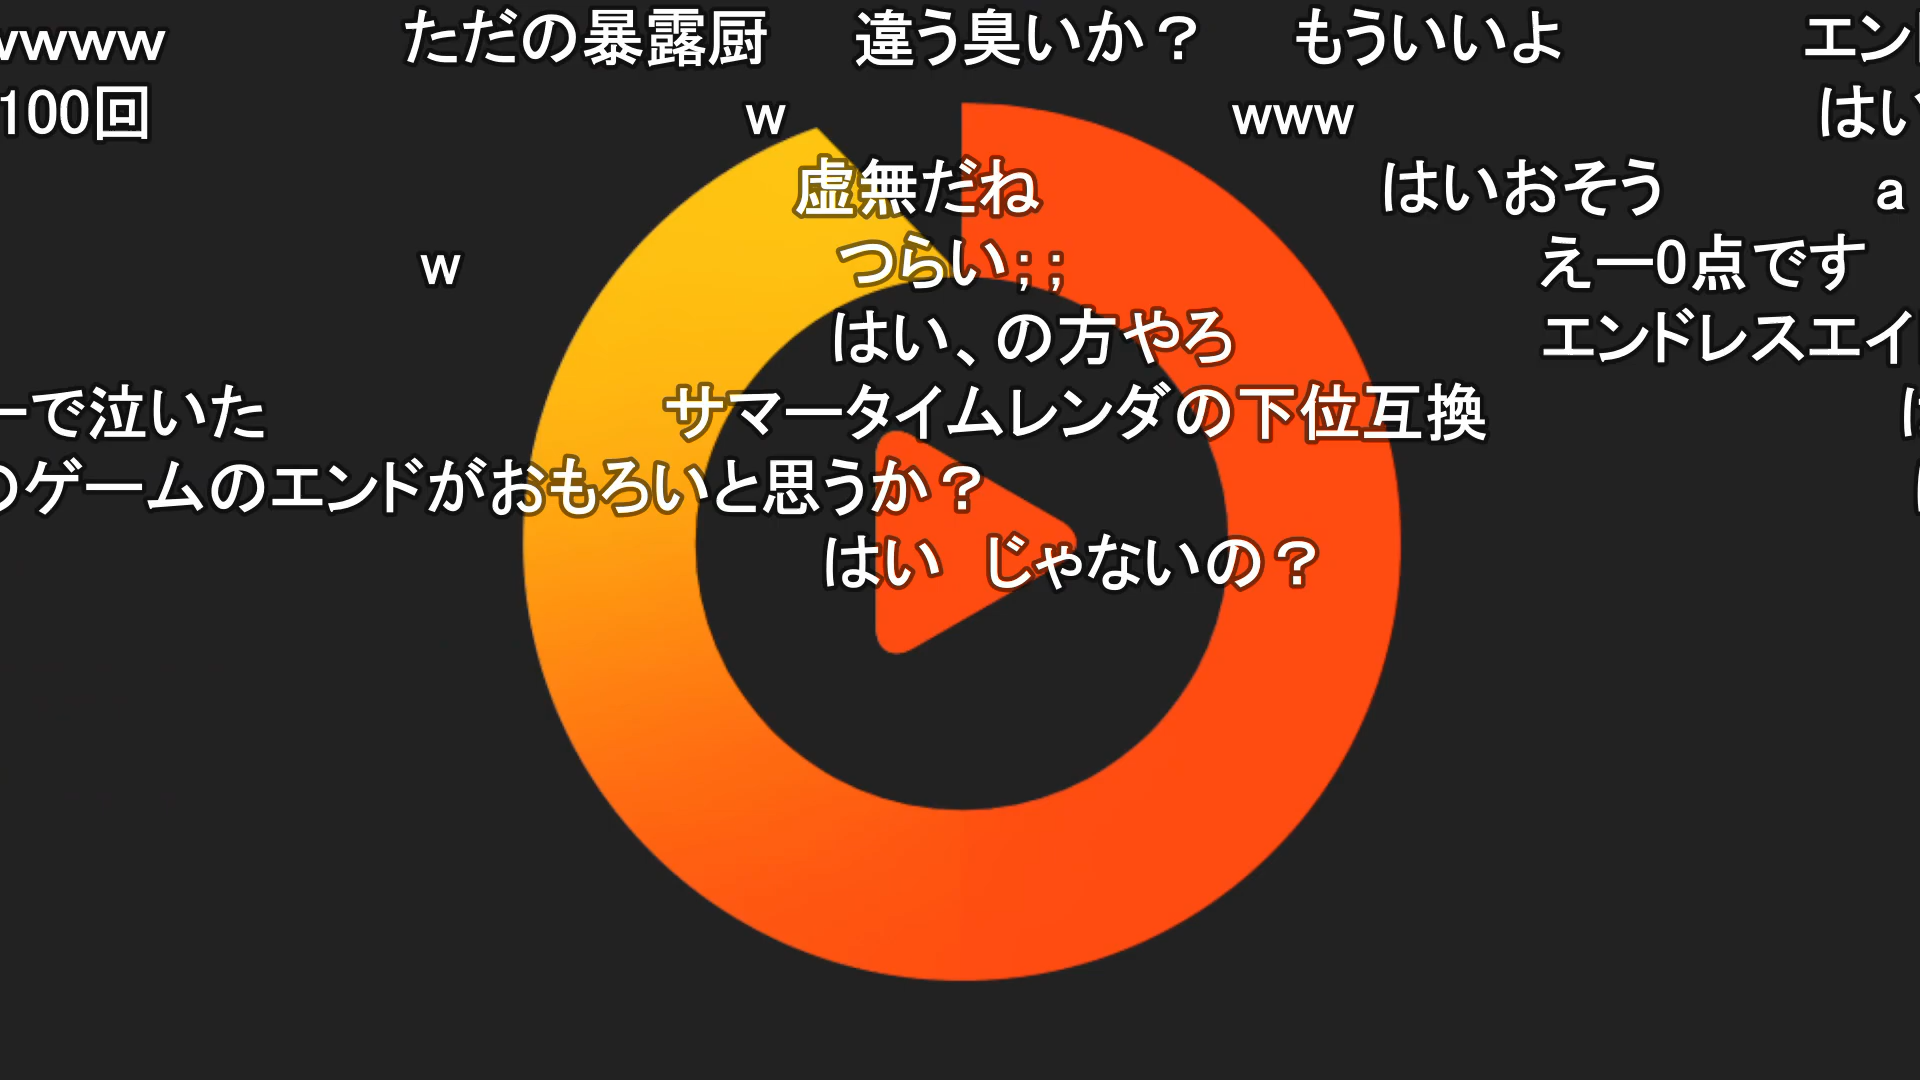 wwww ただの暴露厨 違う臭いか？ もういいよ エンド
100回 w www はい
虚無だね はいおそう a
w つらい；； えー0点です
はい、の方やろ エンドレスエイ
ーで泣いた サマータイムレンダの下位互換 は
のゲームのエンドがおもろいと思うか？
はい　じゃないの？